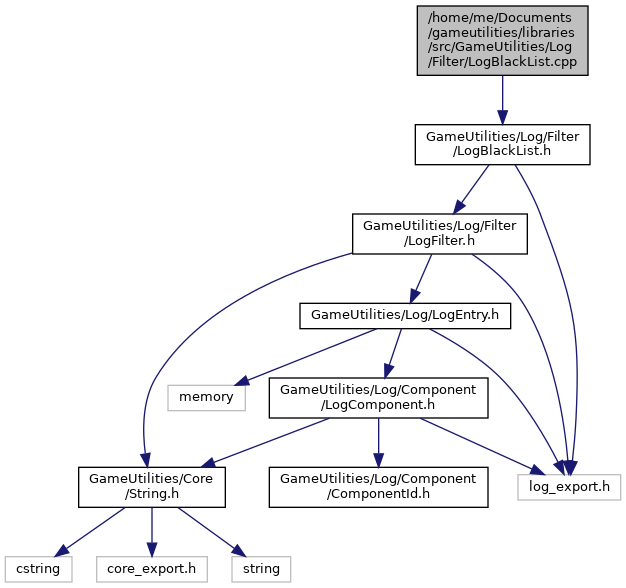 /home/me/Documents
/gameutilities/libraries
/src/GameUtilities/Log
/Filter/LogBlackList.cpp
GameUtilities/Log/Filter
/LogBlackList.h
GameUtilities/Log/Filter
/LogFilter.h
GameUtilities/Log/LogEntry.h
memory
GameUtilities/Log/Component
/LogComponent.h
GameUtilities/Core
/String.h
GameUtilities/Log/Component
/ComponentId.h
log_export.h
cstring
core_export.h
string